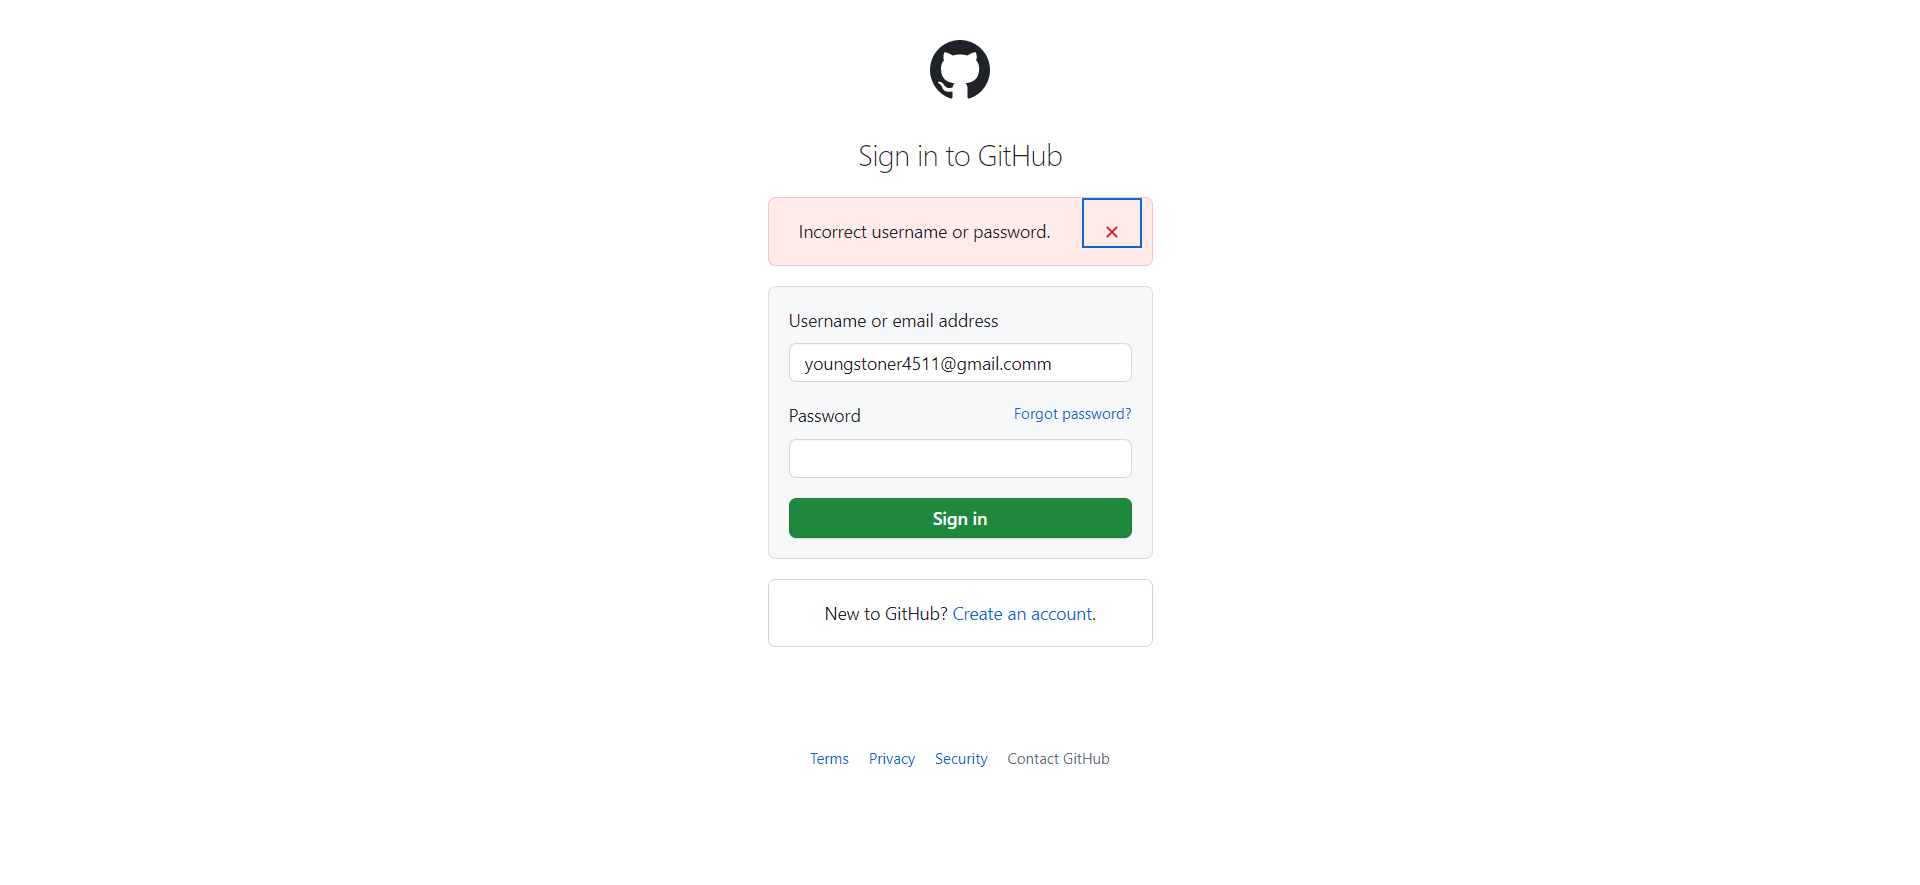 Sign in to GitHub
Incorrect username or password.
Username or email address
youngstoner4511@gmail.comm
Password Forgot password?
Sign in
New to GitHub? Create an account.
Terms Privacy Security Contact GitHub